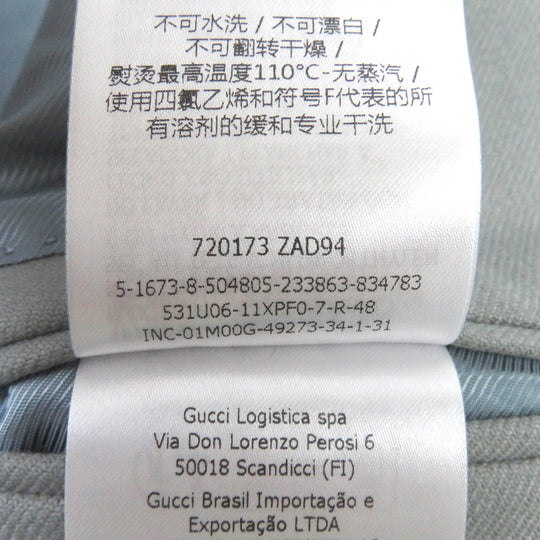 不可水洗 / 不可漂白 /
不可翻转干燥 /
熨烫最高温度110°C-无蒸汽 /
使用四氯乙烯和符号F代表的所
有溶剂的缓和专业干洗
720173 ZAD94
5-1673-8-504805-233863-834783
531U06-11XPF0-7-R-48
INC-01M00G-49273-34-1-31
Gucci Logistica spa
Via Don Lorenzo Perosi 6
50018 Scandicci (FI)
Gucci Brasil Importação e
Exportação LTDA